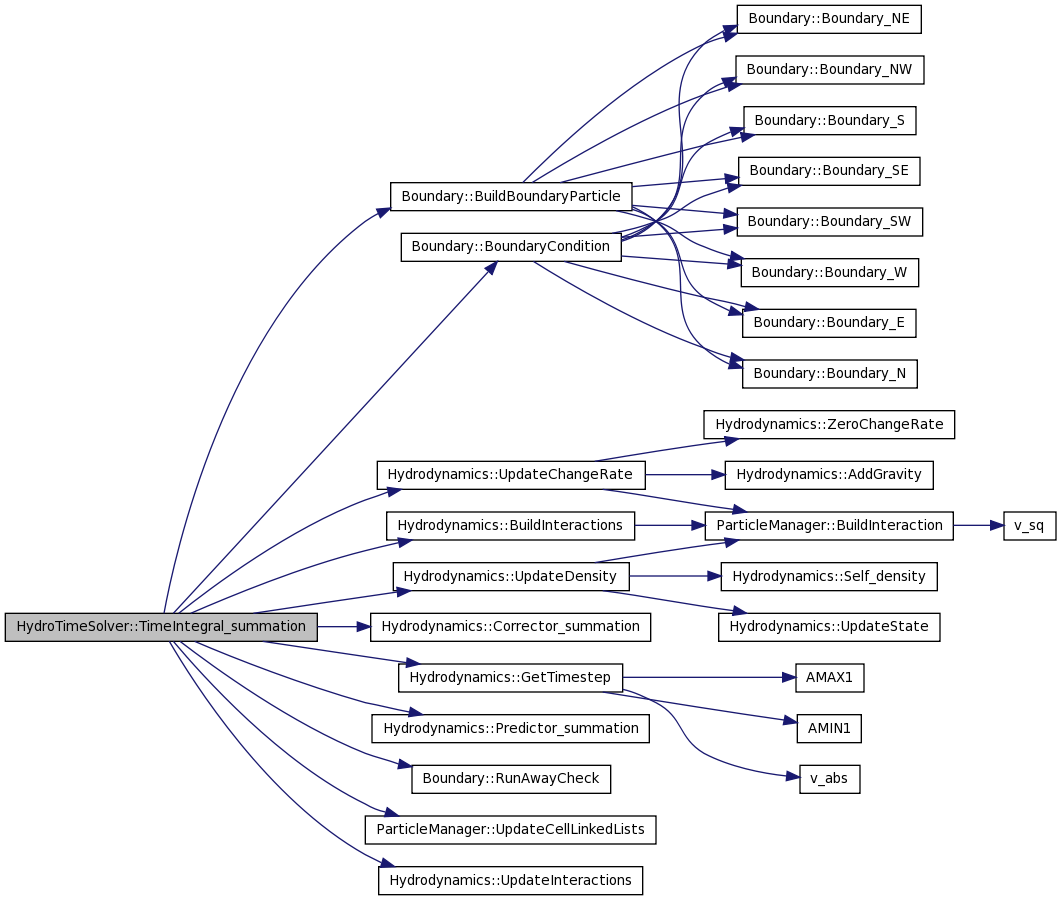 Boundary::Boundary_NE
Boundary::Boundary_NW
Boundary::Boundary_S
Boundary::Boundary_SE
Boundary::BuildBoundaryParticle
Boundary::Boundary_SW
Boundary::BoundaryCondition
Boundary::Boundary_W
Boundary::Boundary_E
Boundary::Boundary_N
Hydrodynamics::ZeroChangeRate
Hydrodynamics::UpdateChangeRate
Hydrodynamics::AddGravity
Hydrodynamics::BuildInteractions
ParticleManager::BuildInteraction
v_sq
Hydrodynamics::UpdateDensity
Hydrodynamics::Self_density
HydroTimeSolver::TimeIntegral_summation
Hydrodynamics::Corrector_summation
Hydrodynamics::UpdateState
Hydrodynamics::GetTimestep
AMAX1
Hydrodynamics::Predictor_summation
AMIN1
Boundary::RunAwayCheck
v_abs
ParticleManager::UpdateCellLinkedLists
Hydrodynamics::UpdateInteractions